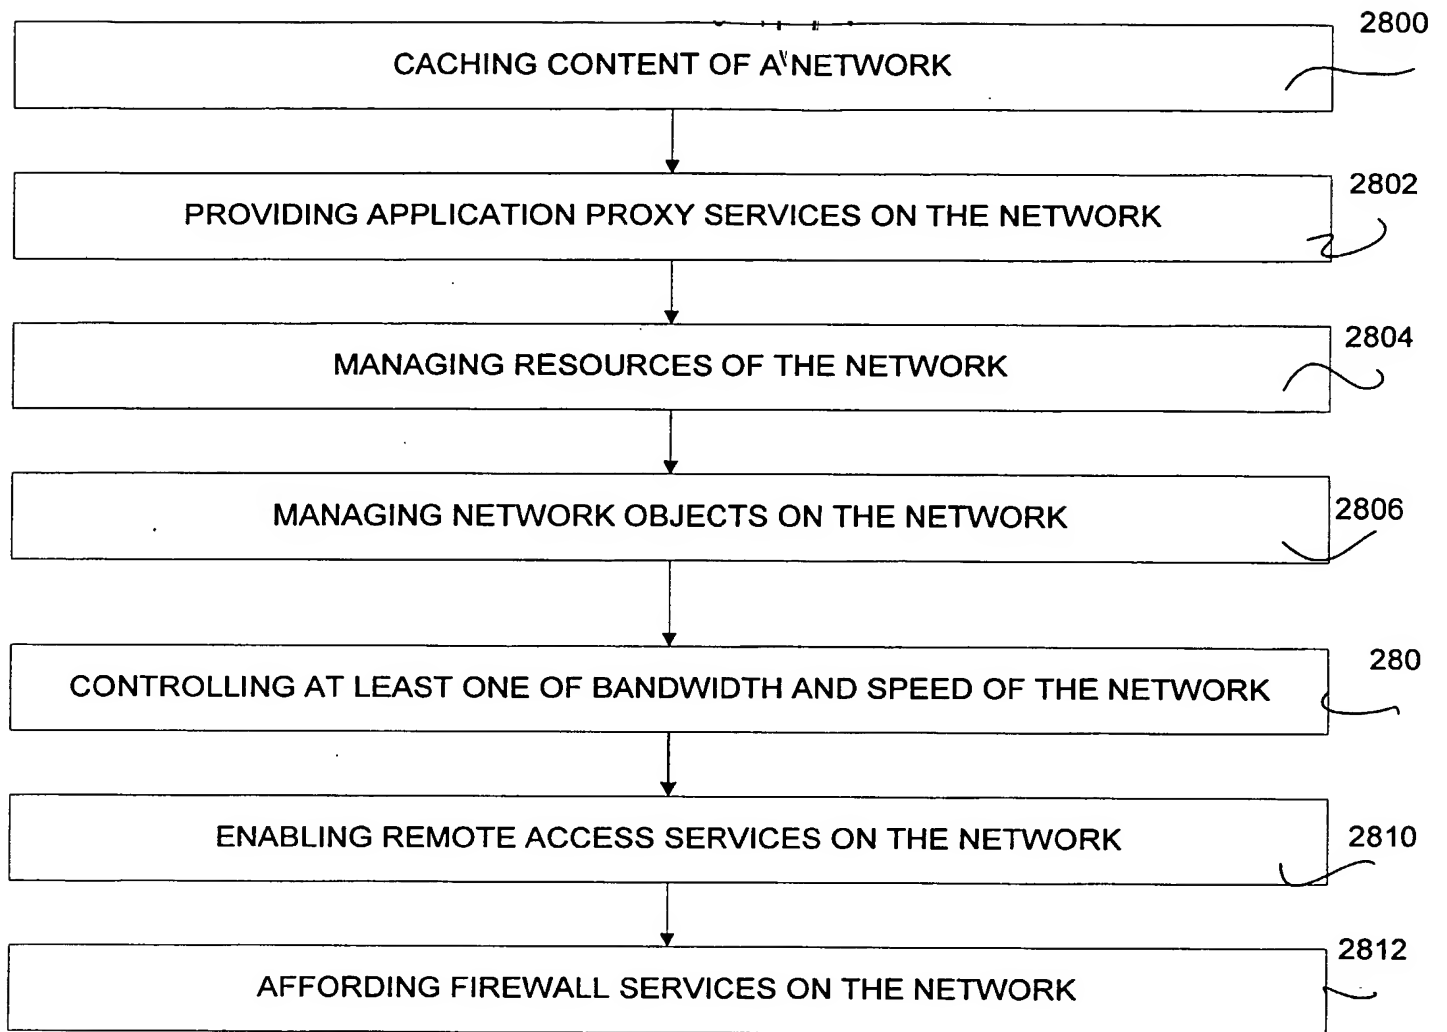 2800
CACHING CONTENT OF A NETWORK
2802
PROVIDING APPLICATION PROXY SERVICES ON THE NETWORK
2804
MANAGING RESOURCES OF THE NETWORK
2806
MANAGING NETWORK OBJECTS ON THE NETWORK
280
CONTROLLING AT LEAST ONE OF BANDWIDTH AND SPEED OF THE NETWORK
2810
ENABLING REMOTE ACCESS SERVICES ON THE NETWORK
2812
AFFORDING FIREWALL SERVICES ON THE NETWORK